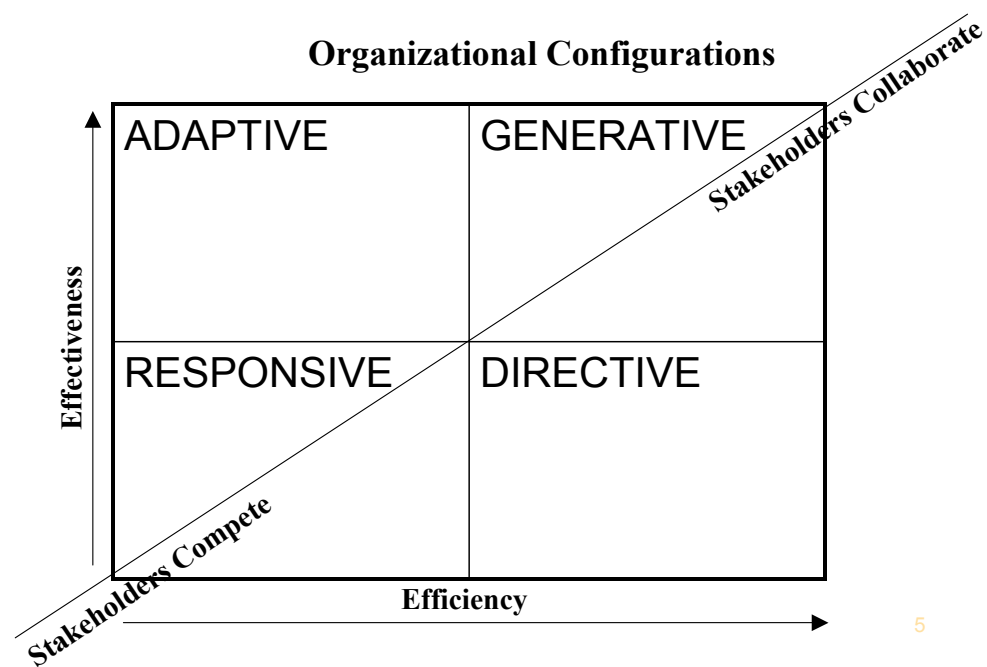 Organizational Configurations
Stakeholders Collaborate
ADAPTIVE
GENERATIVE
Effectiveness
RESPONSIVE
DIRECTIVE
Stakeholders Compete
Efficiency
5